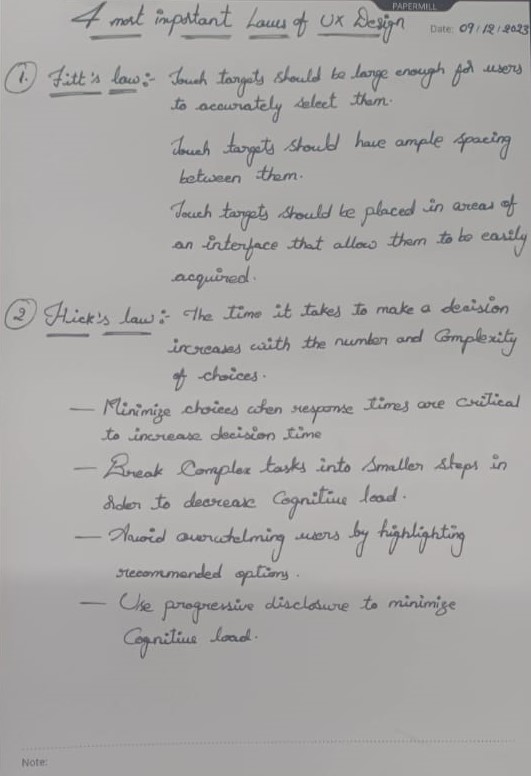 PAPERMILL
4 most important Laws of UX Design
Date: 09/12/2023
1. Fitt's law:- Touch targets should be large enough for users
to accurately select them.
Touch targets should have ample spacing
between them.
Touch targets should be placed in areas of
an interface that allow them to be easily
acquired.
2 Hick's law:- The time it takes to make a decision
increases with the number and Complexity
of choices.
— Minimize choices when response times are critical
to increase decision time
— Break Complex tasks into smaller steps in
order to decrease Cognitive load.
— Avoid overwhelming users by highlighting
recommended options.
— Use progressive disclosure to minimize
Cognitive load.
Note: